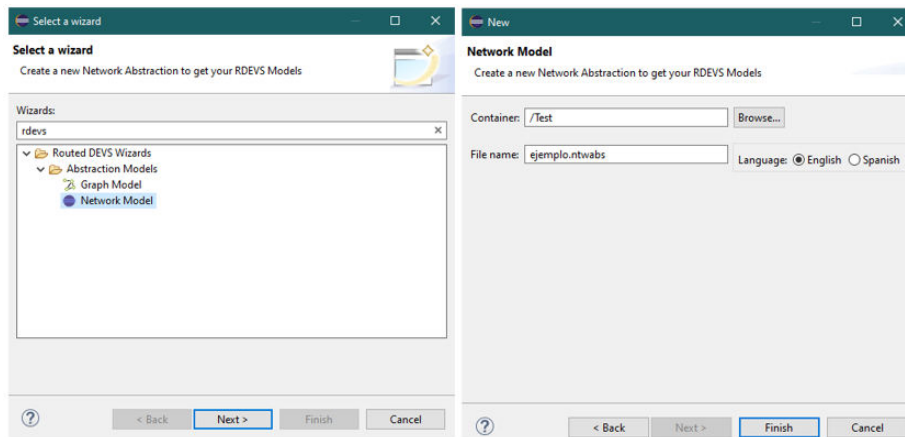 Select a wizard
Select a wizard
Create a new Network Abstraction to get your RDEVS Models
Wizards:
rdevs
Routed DEVS Wizards
Abstraction Models
Graph Model
Network Model
< Back
Next >
Finish
Cancel
New
Network Model
Create a new Network Abstraction to get your RDEVS Models
Container: /Test Browse...
File name: ejemplo.ntwabs Language: English Spanish
< Back
Next >
Finish
Cancel